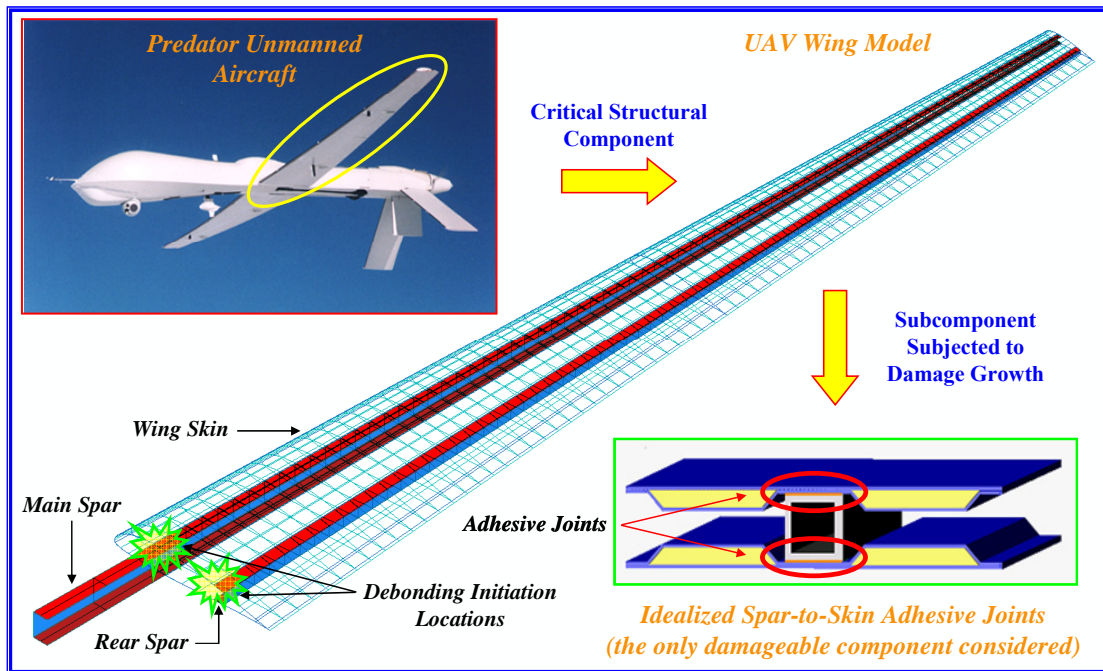 Predator Unmanned
Aircraft
UAV Wing Model
Critical Structural
Component
Subcomponent
Subjected to
Damage Growth
Wing Skin
Main Spar
Adhesive Joints
Debonding Initiation
Locations
Rear Spar
Idealized Spar-to-Skin Adhesive Joints
(the only damageable component considered)